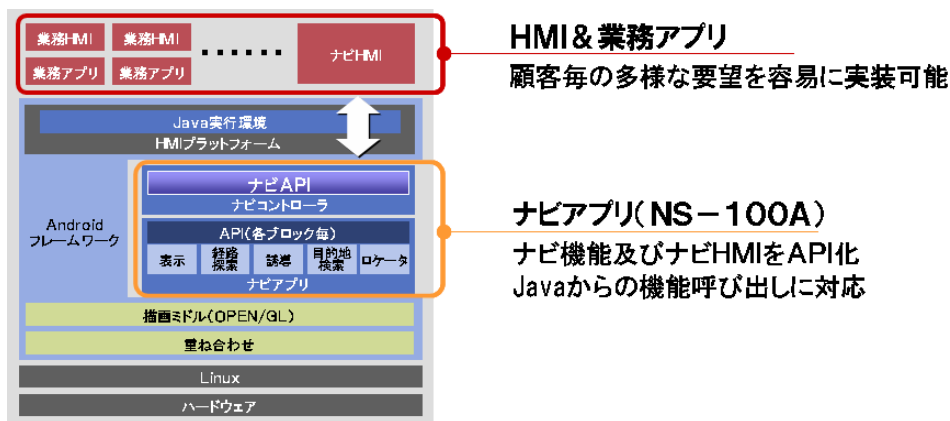 業務HMI 業務HMI
業務アプリ 業務アプリ
・・・・・・
ナビHMI
HMI&業務アプリ
顧客毎の多様な要望を容易に実装可能
Java実行環境
HMIプラットフォーム
Android
フレームワーク
ナビAPI
ナビコントローラ
API(各ブロック毎)
表示 経路探索 誘導 目的地検索 ロケータ
ナビアプリ
ナビアプリ(NS-100A)
ナビ機能及びナビHMIをAPI化
Javaからの機能呼び出しに対応
描画ミドル(OPEN/GL)
重ね合わせ
Linux
ハードウェア